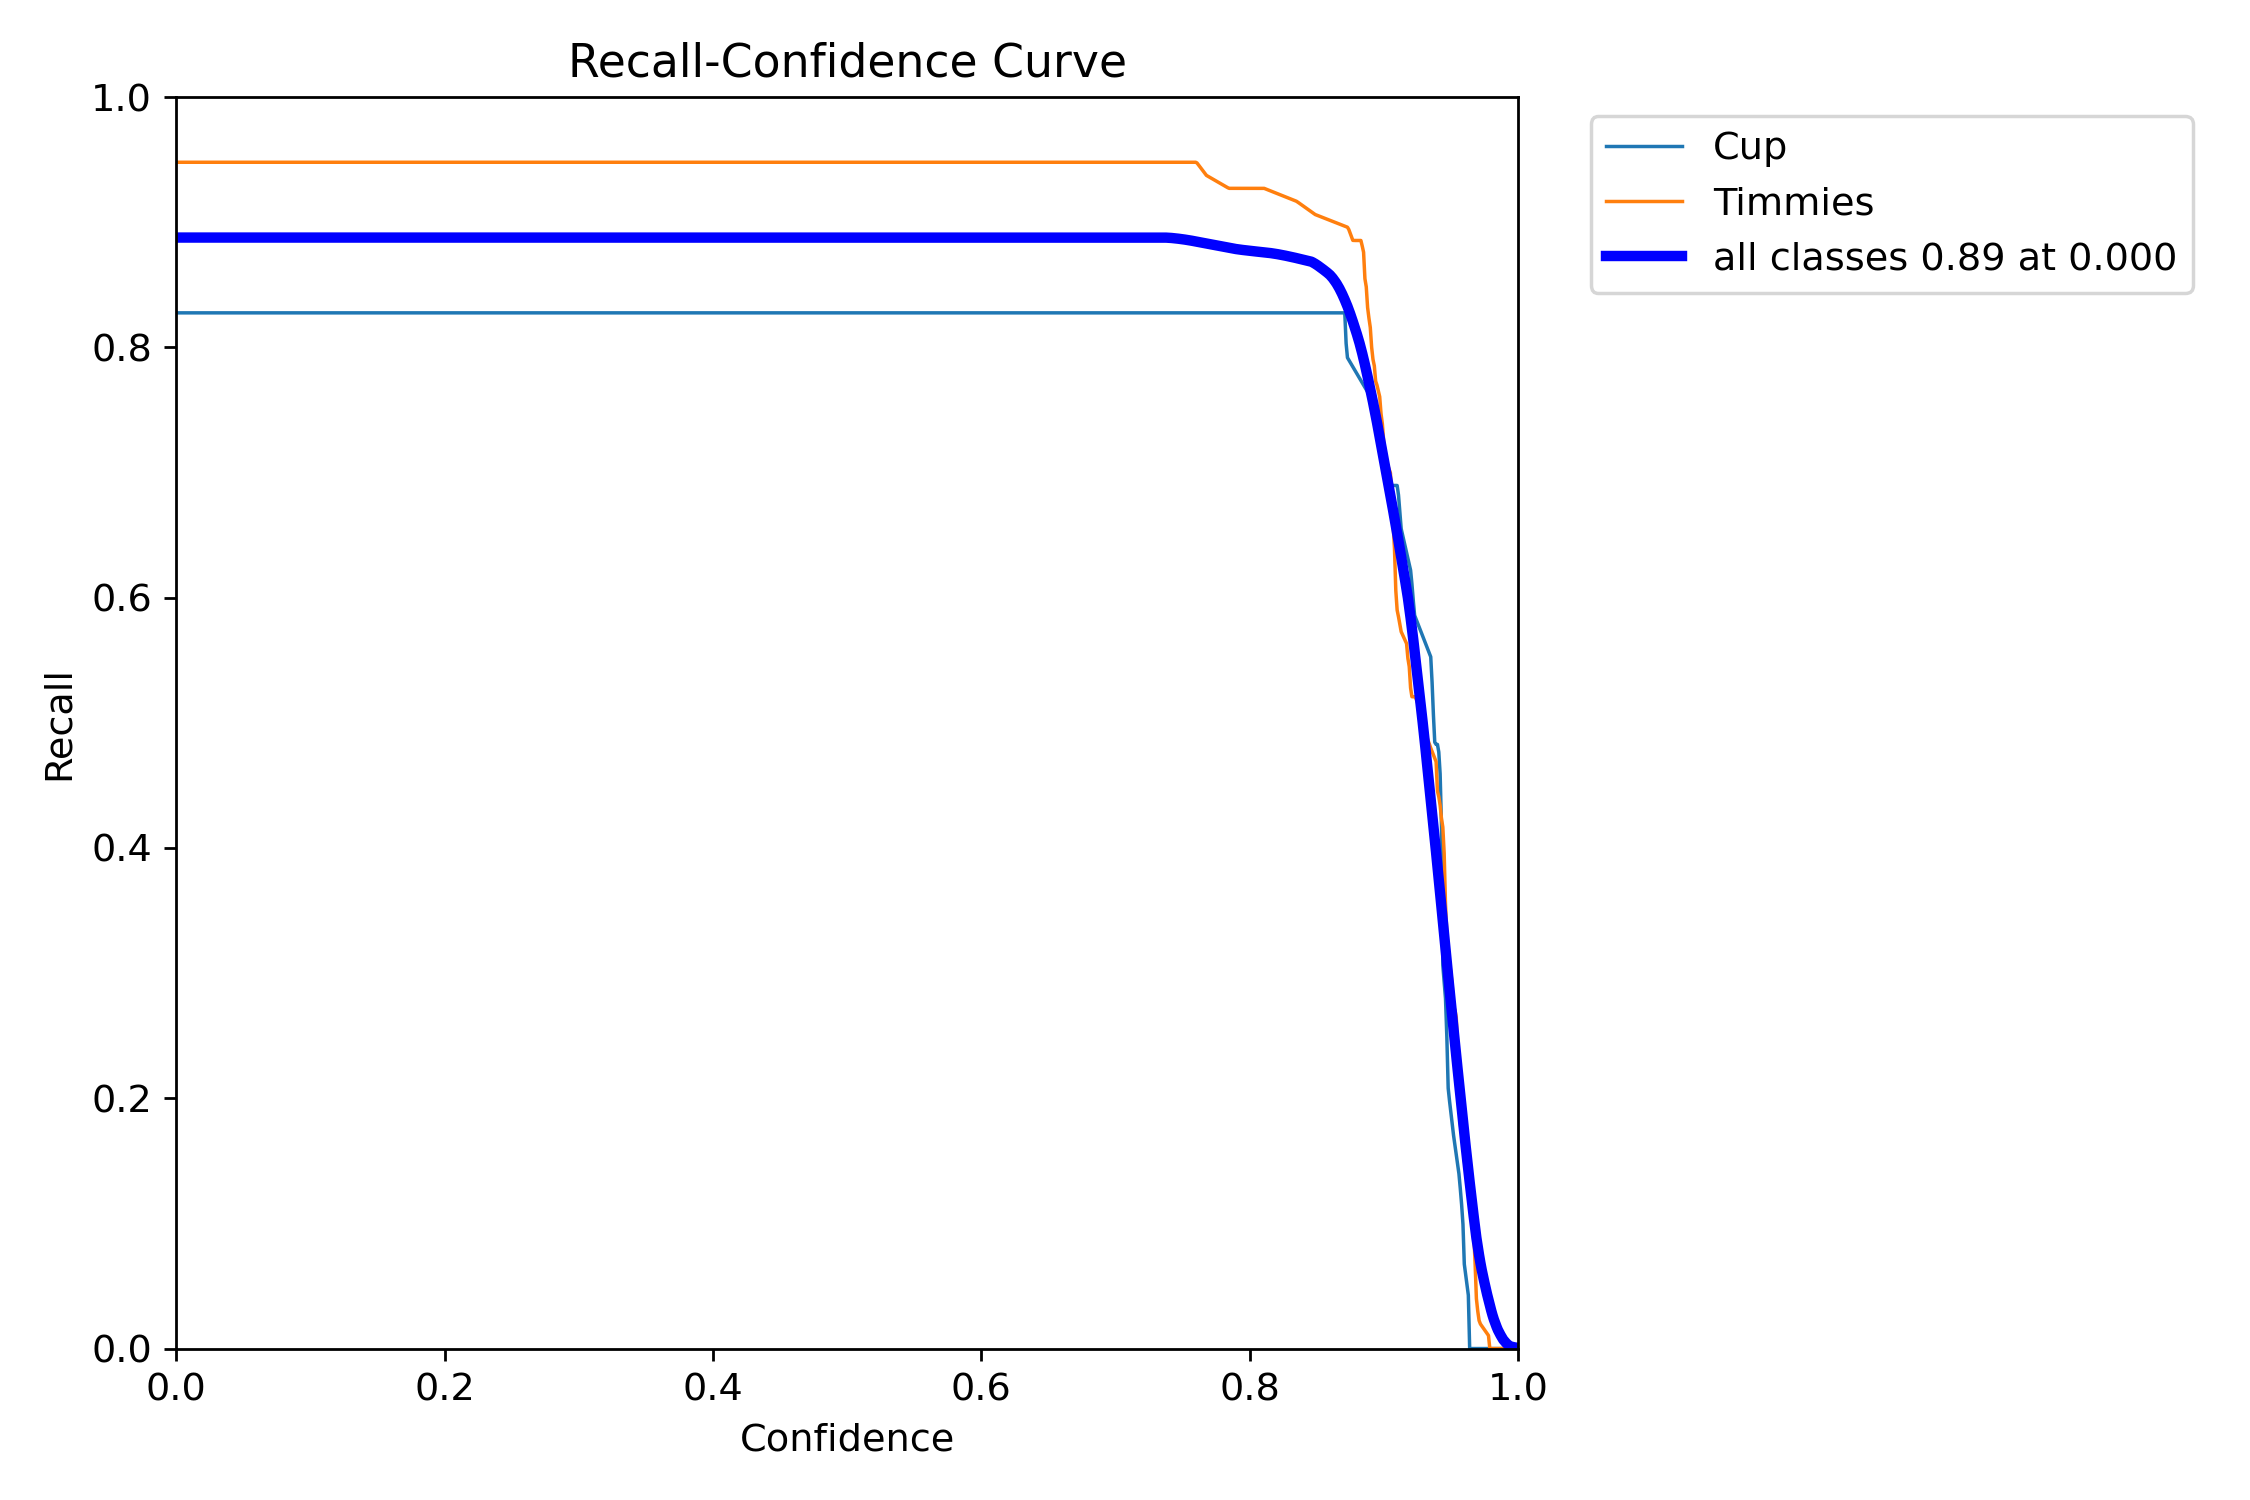 Recall-Confidence Curve
1.0
0.8
0.6
0.4
0.2
0.0
Recall
0.0 0.2 0.4 0.6 0.8 1.0
Confidence
Cup
Timmies
all classes 0.89 at 0.000